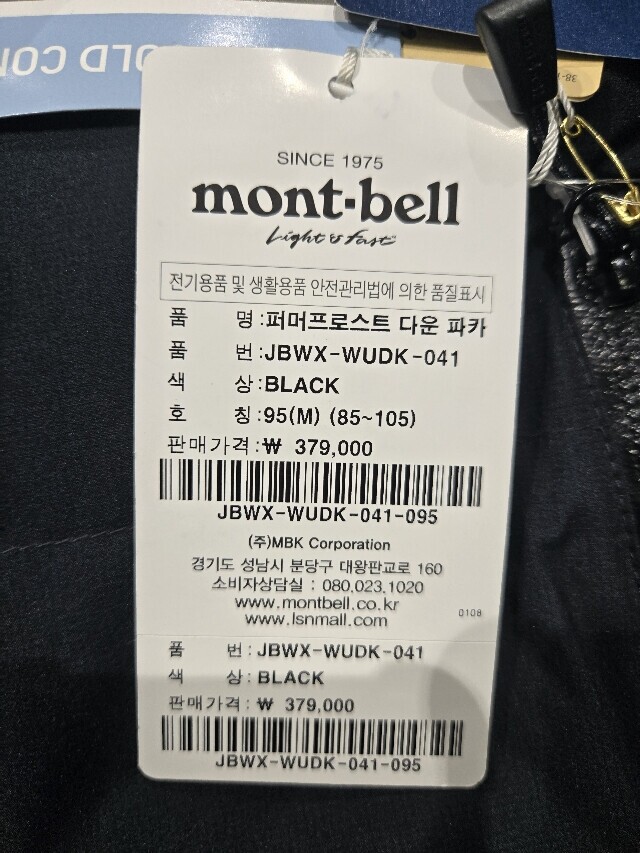 OLD CO
38-
SINCE 1975
mont-bell
Light & Fast
전기용품 및 생활용품 안전관리법에 의한 품질표시
품 명 : 퍼머프로스트 다운 파카
품 번 : JBWX-WUDK-041
색 상 : BLACK
호 칭 : 95(M) (85~105)
판매가격 : ₩ 379,000
JBWX-WUDK-041-095
(주)MBK Corporation
경기도 성남시 분당구 대왕판교로 160
소비자상담실 : 080.023.1020
www.montbell.co.kr
www.lsnmall.com
0108
품 번 : JBWX-WUDK-041
색 상 : BLACK
판매가격 : ₩ 379,000
JBWX-WUDK-041-095